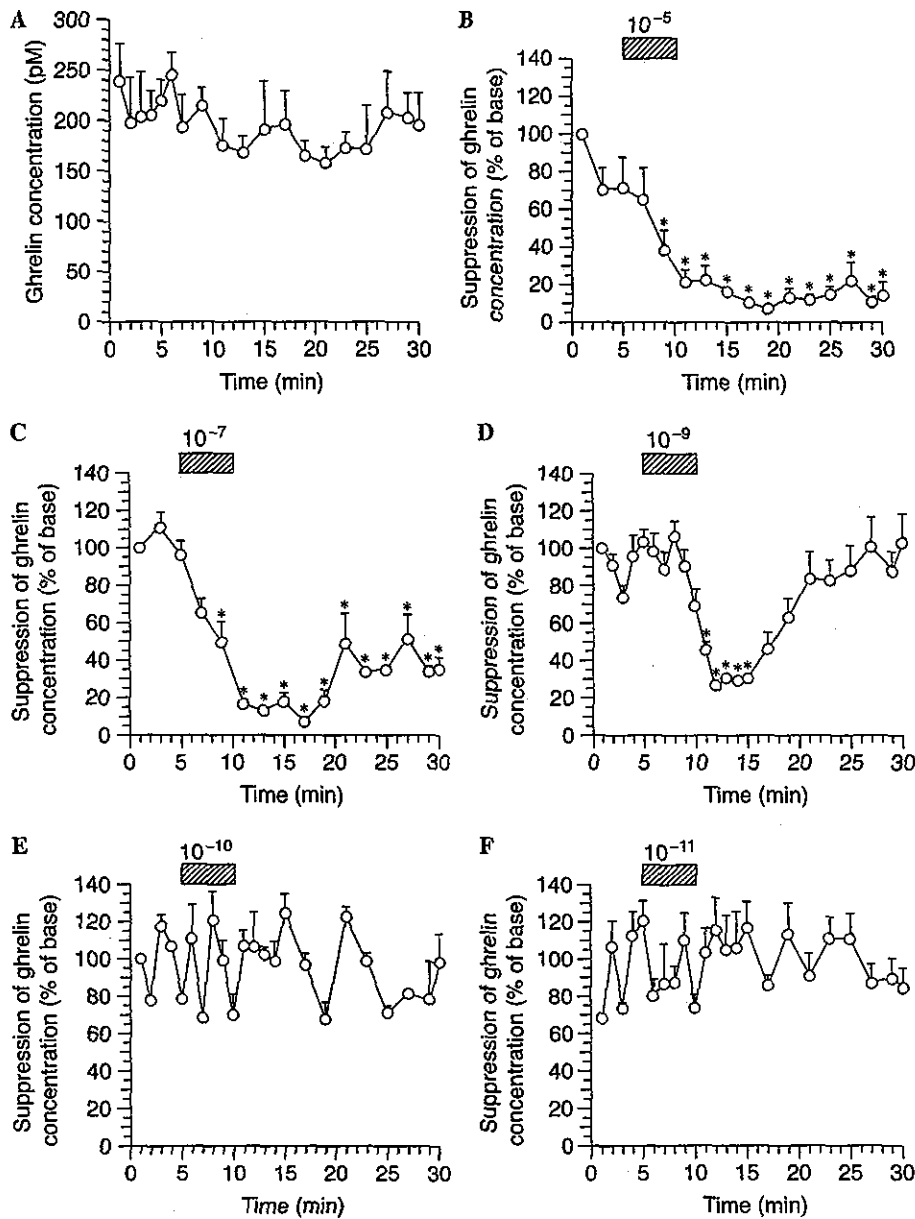 A
Ghrelin concentration (pM)
300
250
200
150
100
50
0
0 5 10 15 20 25 30
Time (min)
B
10−5
Suppression of ghrelin
concentration (% of base)
140
120
100
80
60
40
20
0
* * * * * * * * * * * *
0 5 10 15 20 25 30
Time (min)
C
10−7
Suppression of ghrelin
concentration (% of base)
140
120
100
80
60
40
20
0
* * * * * * * * * * * *
0 5 10 15 20 25 30
Time (min)
D
10−9
Suppression of ghrelin
concentration (% of base)
140
120
100
80
60
40
20
0
* * * *
0 5 10 15 20 25 30
Time (min)
E
10−10
Suppression of ghrelin
concentration (% of base)
140
120
100
80
60
40
20
0
0 5 10 15 20 25 30
Time (min)
F
10−11
Suppression of ghrelin
concentration (% of base)
140
120
100
80
60
40
20
0
0 5 10 15 20 25 30
Time (min)